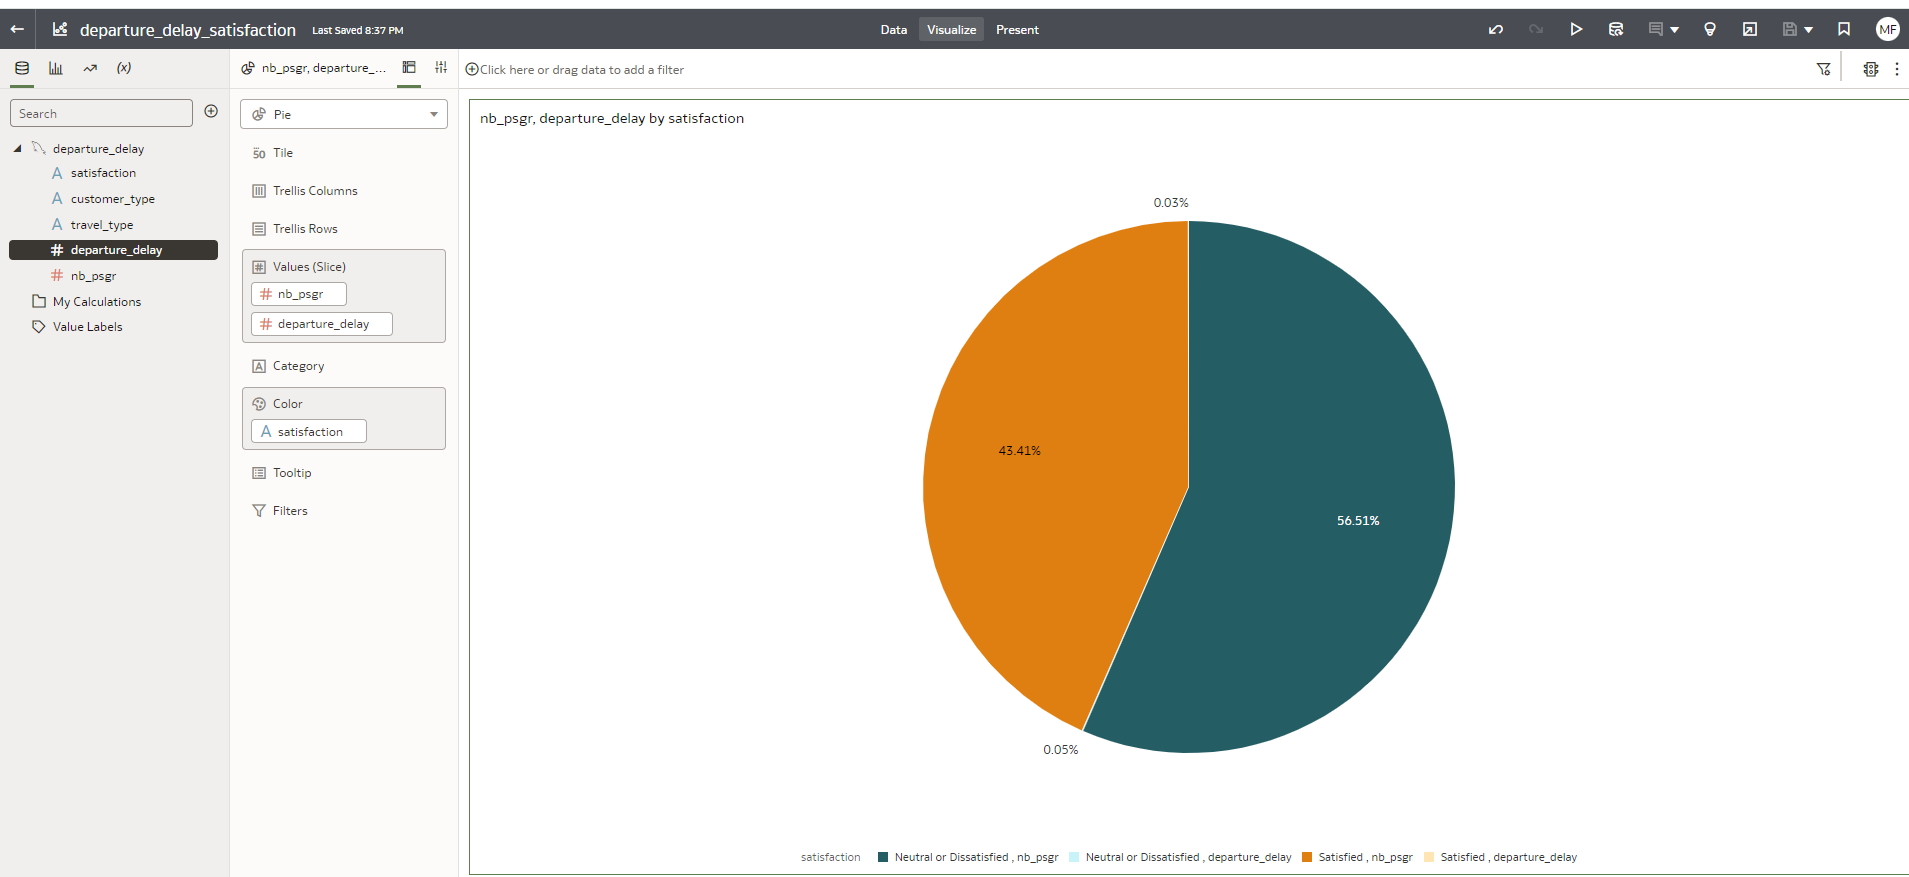 departure_delay_satisfaction Last Saved 8:37 PM Data Visualize Present MF
(x) nb_psgr, departure_... Click here or drag data to add a filter
Search
departure_delay
satisfaction
customer_type
travel_type
departure_delay
nb_psgr
My Calculations
Value Labels
Pie
50 Tile
Trellis Columns
Trellis Rows
Values (Slice)
# nb_psgr
# departure_delay
Category
Color
A satisfaction
Tooltip
Filters
nb_psgr, departure_delay by satisfaction
0.03%
43.41%
56.51%
0.05%
satisfaction Neutral or Dissatisfied , nb_psgr Neutral or Dissatisfied , departure_delay Satisfied , nb_psgr Satisfied , departure_delay